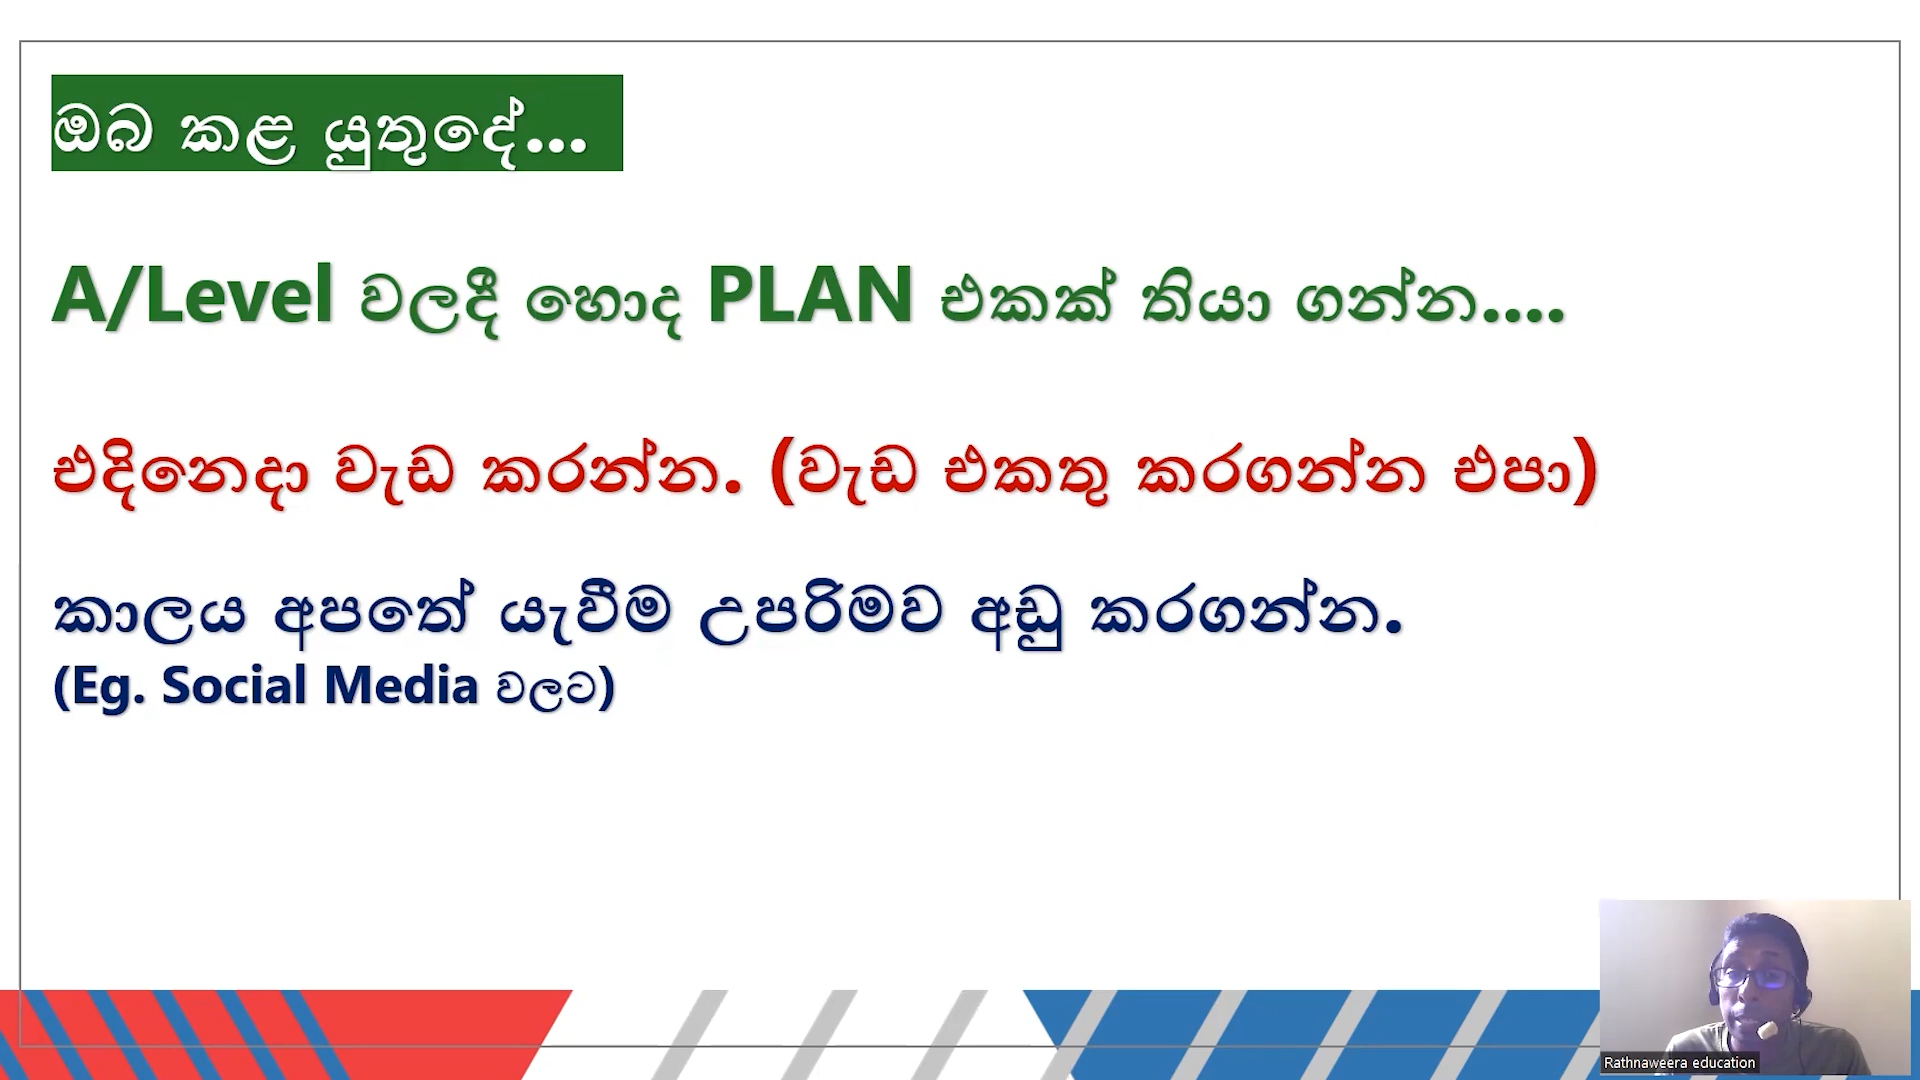 ඔබ කළ යුතුදේ...
A/Level වලදී හොද PLAN එකක් තියා ගන්න....
එදිනෙදා වැඩ කරන්න. (වැඩ එකතු කරගන්න එපා)
කාලය අපතේ යැවීම උපරිමව අඩු කරගන්න.
(Eg. Social Media වලට)
Rathnaweera education